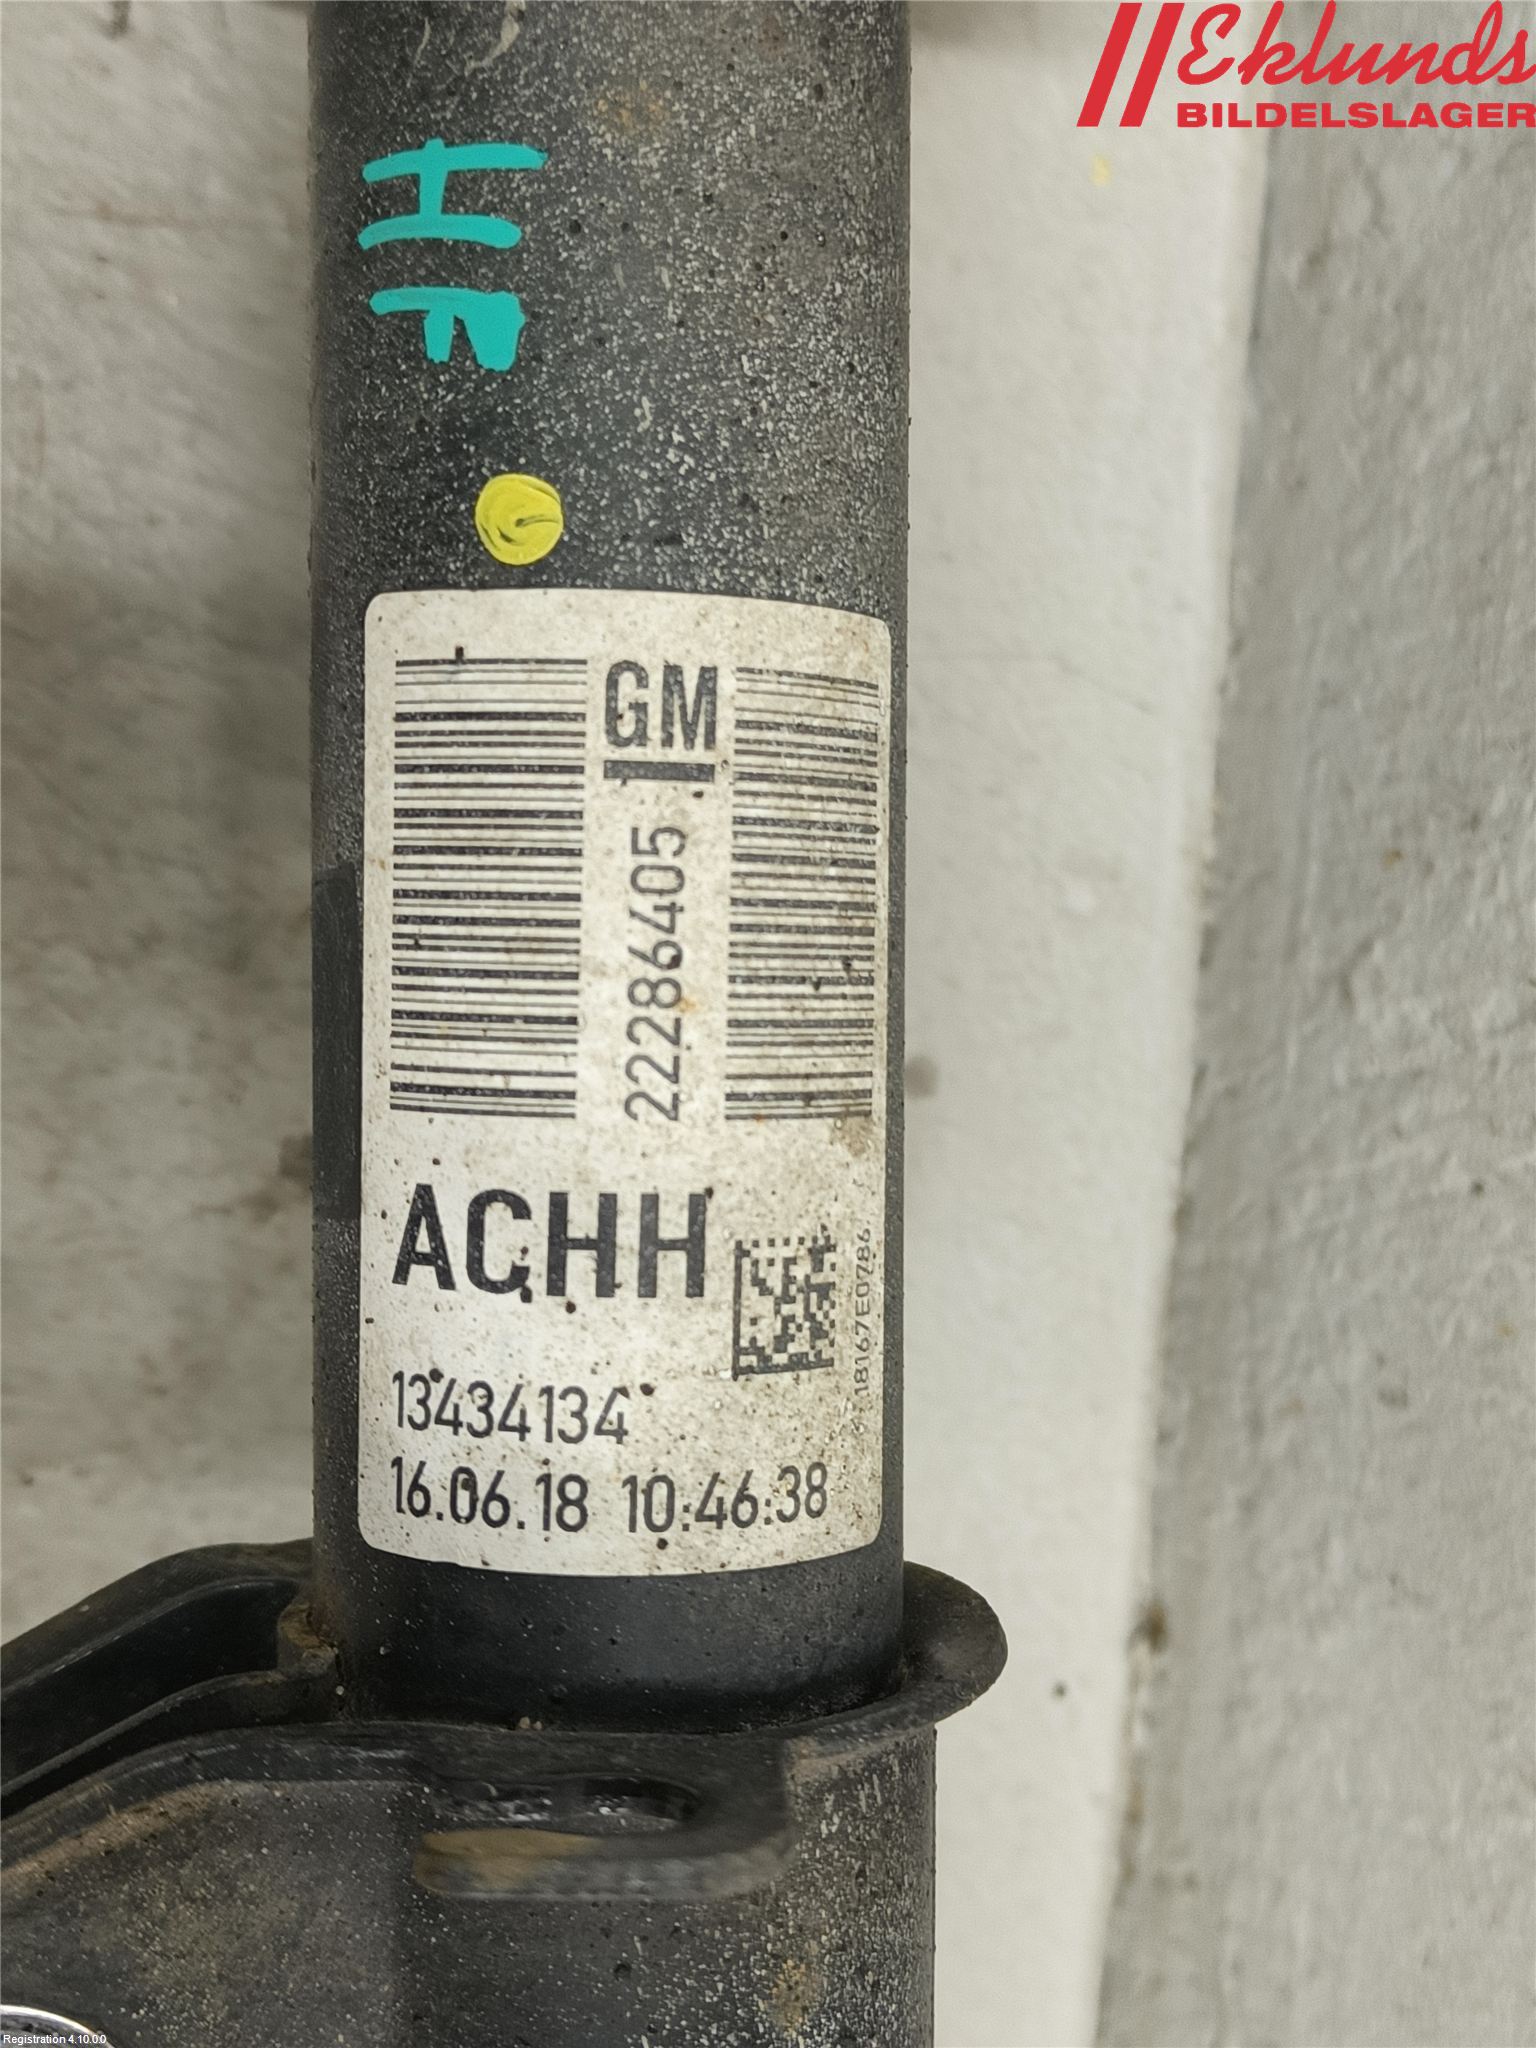 Eklunds
BILDELSLAGER
HF
GM
22286405
ACHH
18167E0786
13434134
16.06.18 10:46:38
Registration 4.10.0.0